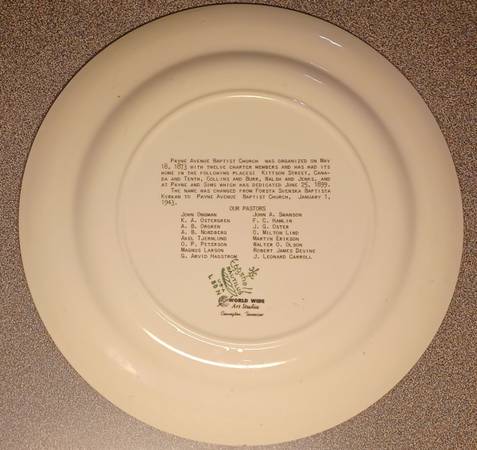 PAYNE AVENUE BAPTIST CHURCH WAS ORGANIZED ON MAY
18, 1873 WITH TWELVE CHARTER MEMBERS AND HAS HAD ITS
HOME IN THE FOLLOWING PLACES: KITTSON STREET, CANA-
DA AND TENTH, COLLINS AND BURR, WALSH AND JENKS, AND
AT PAYNE AND SIMS WHICH WAS DEDICATED JUNE 25, 1899.
THE NAME WAS CHANGED FROM FORSTA SVENSKA BAPTISTA
KYRKAN TO PAYNE AVENUE BAPTIST CHURCH, JANUARY 1,
1943.
OUR PASTORS
JOHN ONGMAN
K. A. OSTERGREN
A. B. ORGREN
A. B. NORDBERG
AXEL TJERNLUND
O. P. PETERSON
MAGNUS LARSON
G. ARVID HAGSTROM
JOHN A. SWANSON
F. C. HAMLIN
J. G. OSTER
O. MILTON LIND
MARTYN ERIKSON
WALTER O. OLSON
ROBERT JAMES DEVINE
J. LEONARD CARROLL
WORLD WIDE
Art Studios
Covington, Tennessee